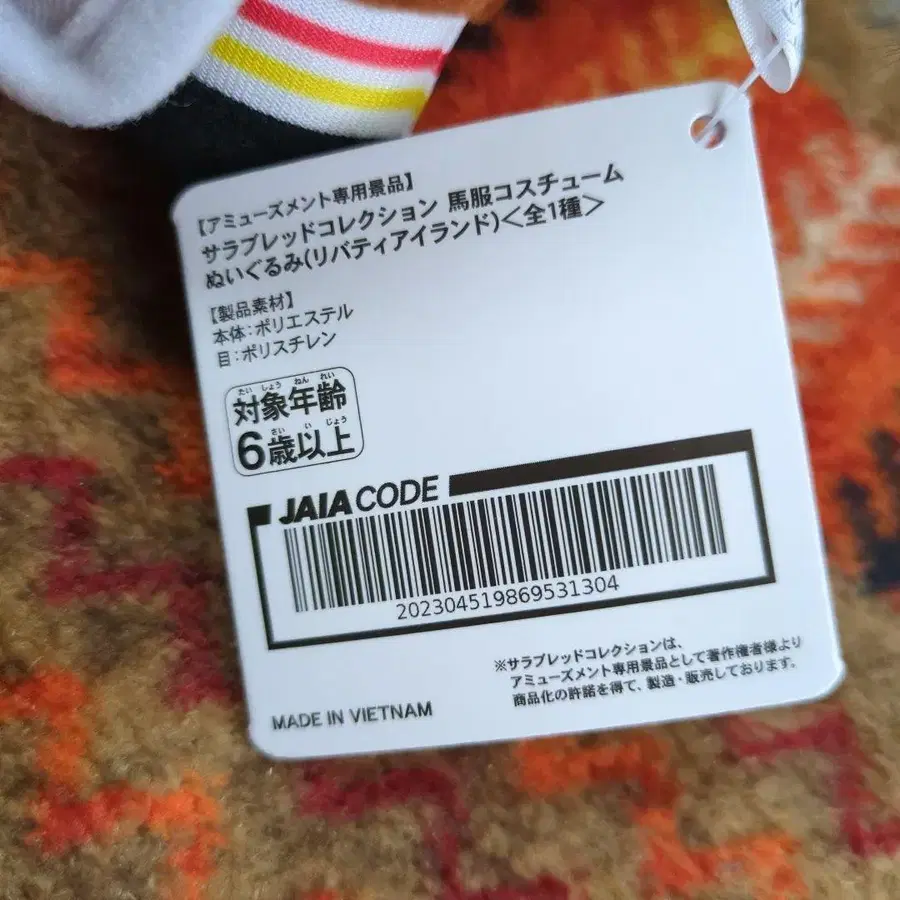 【アミューズメント専用景品】
サラブレッドコレクション 馬服コスチューム
ぬいぐるみ(リバティアイランド)＜全1種＞
【製品素材】
本体：ポリエステル
目：ポリスチレン
たいしょうねんれい
対象年齢
さいいじょう
6歳以上
JAIA CODE
202304519869531304
※サラブレッドコレクションは、
アミューズメント専用景品として著作権者様より
商品化の許諾を得て、製造・販売しております。
MADE IN VIETNAM